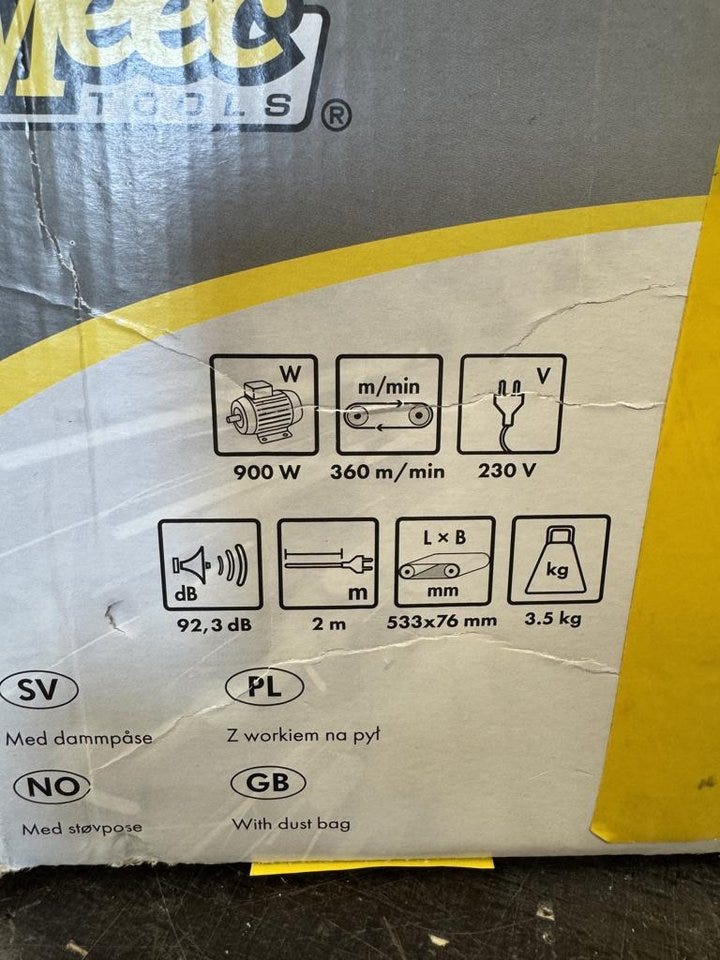 Meec
TOOLS ®
W
m/min
V
900 W 360 m/min 230 V
dB
m
L × B
mm
kg
92,3 dB 2 m 533x76 mm 3.5 kg
SV
Med dammpåse
PL
Z workiem na pył
NO
Med støvpose
GB
With dust bag